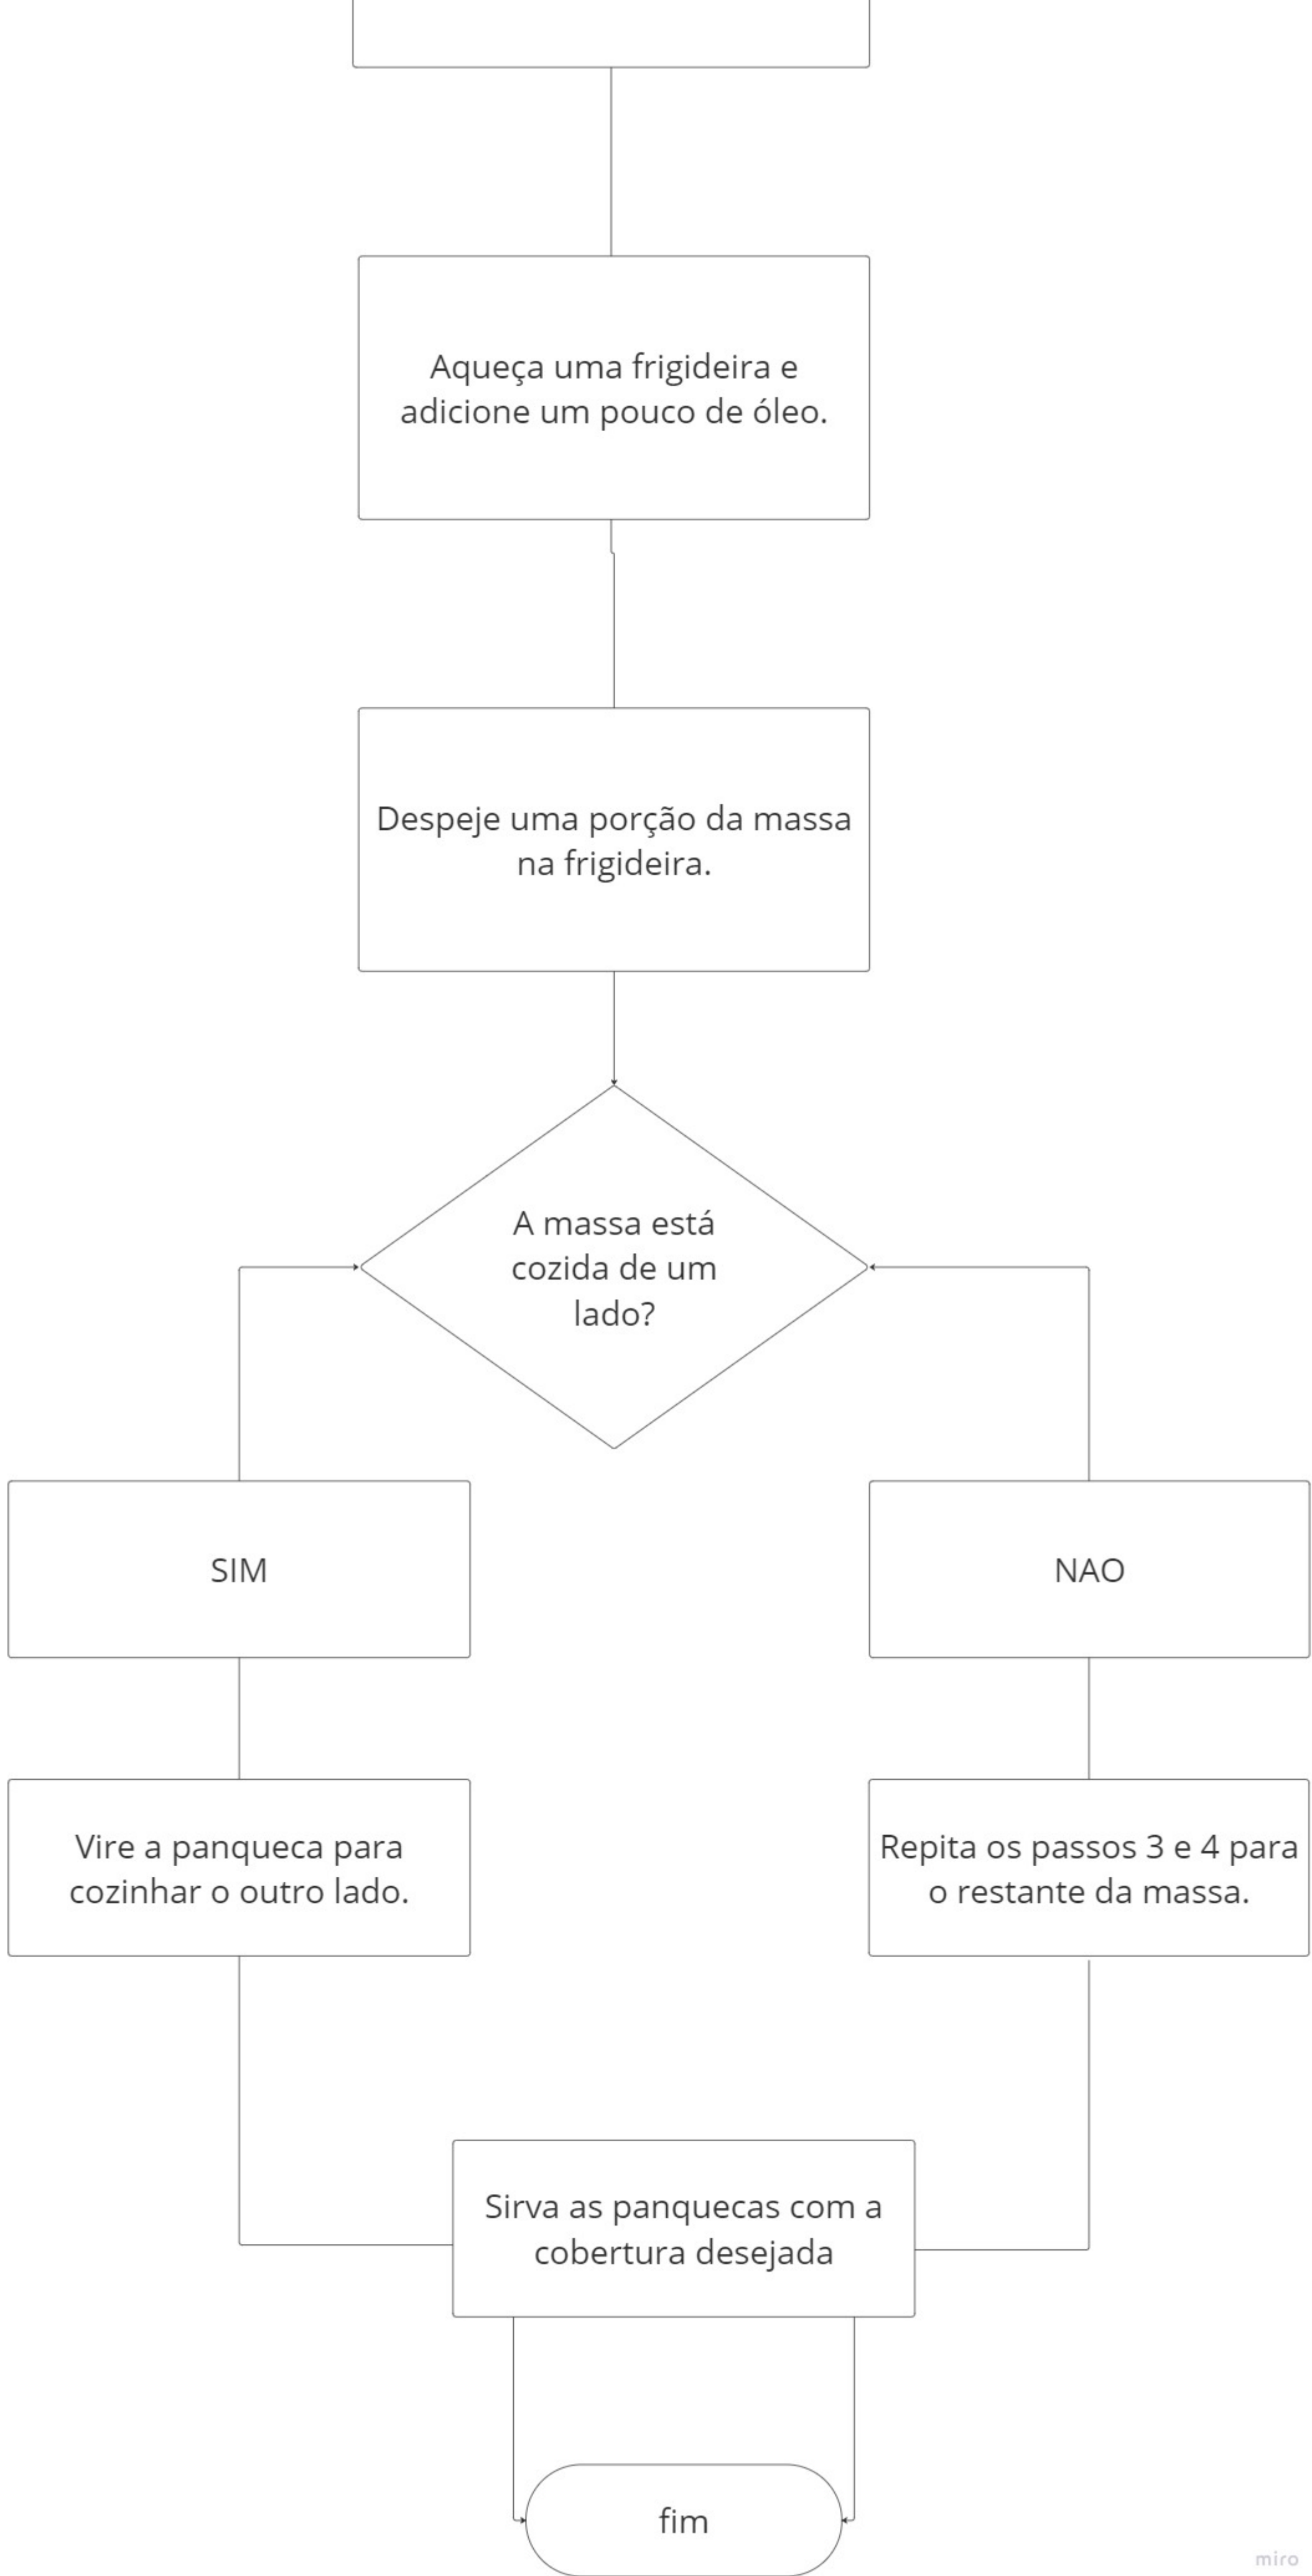 Aqueça uma frigideira e
adicione um pouco de óleo.
Despeje uma porção da massa
na frigideira.
A massa está
cozida de um
lado?
SIM
NAO
Vire a panqueca para
cozinhar o outro lado.
Repita os passos 3 e 4 para
o restante da massa.
Sirva as panquecas com a
cobertura desejada
fim
miro